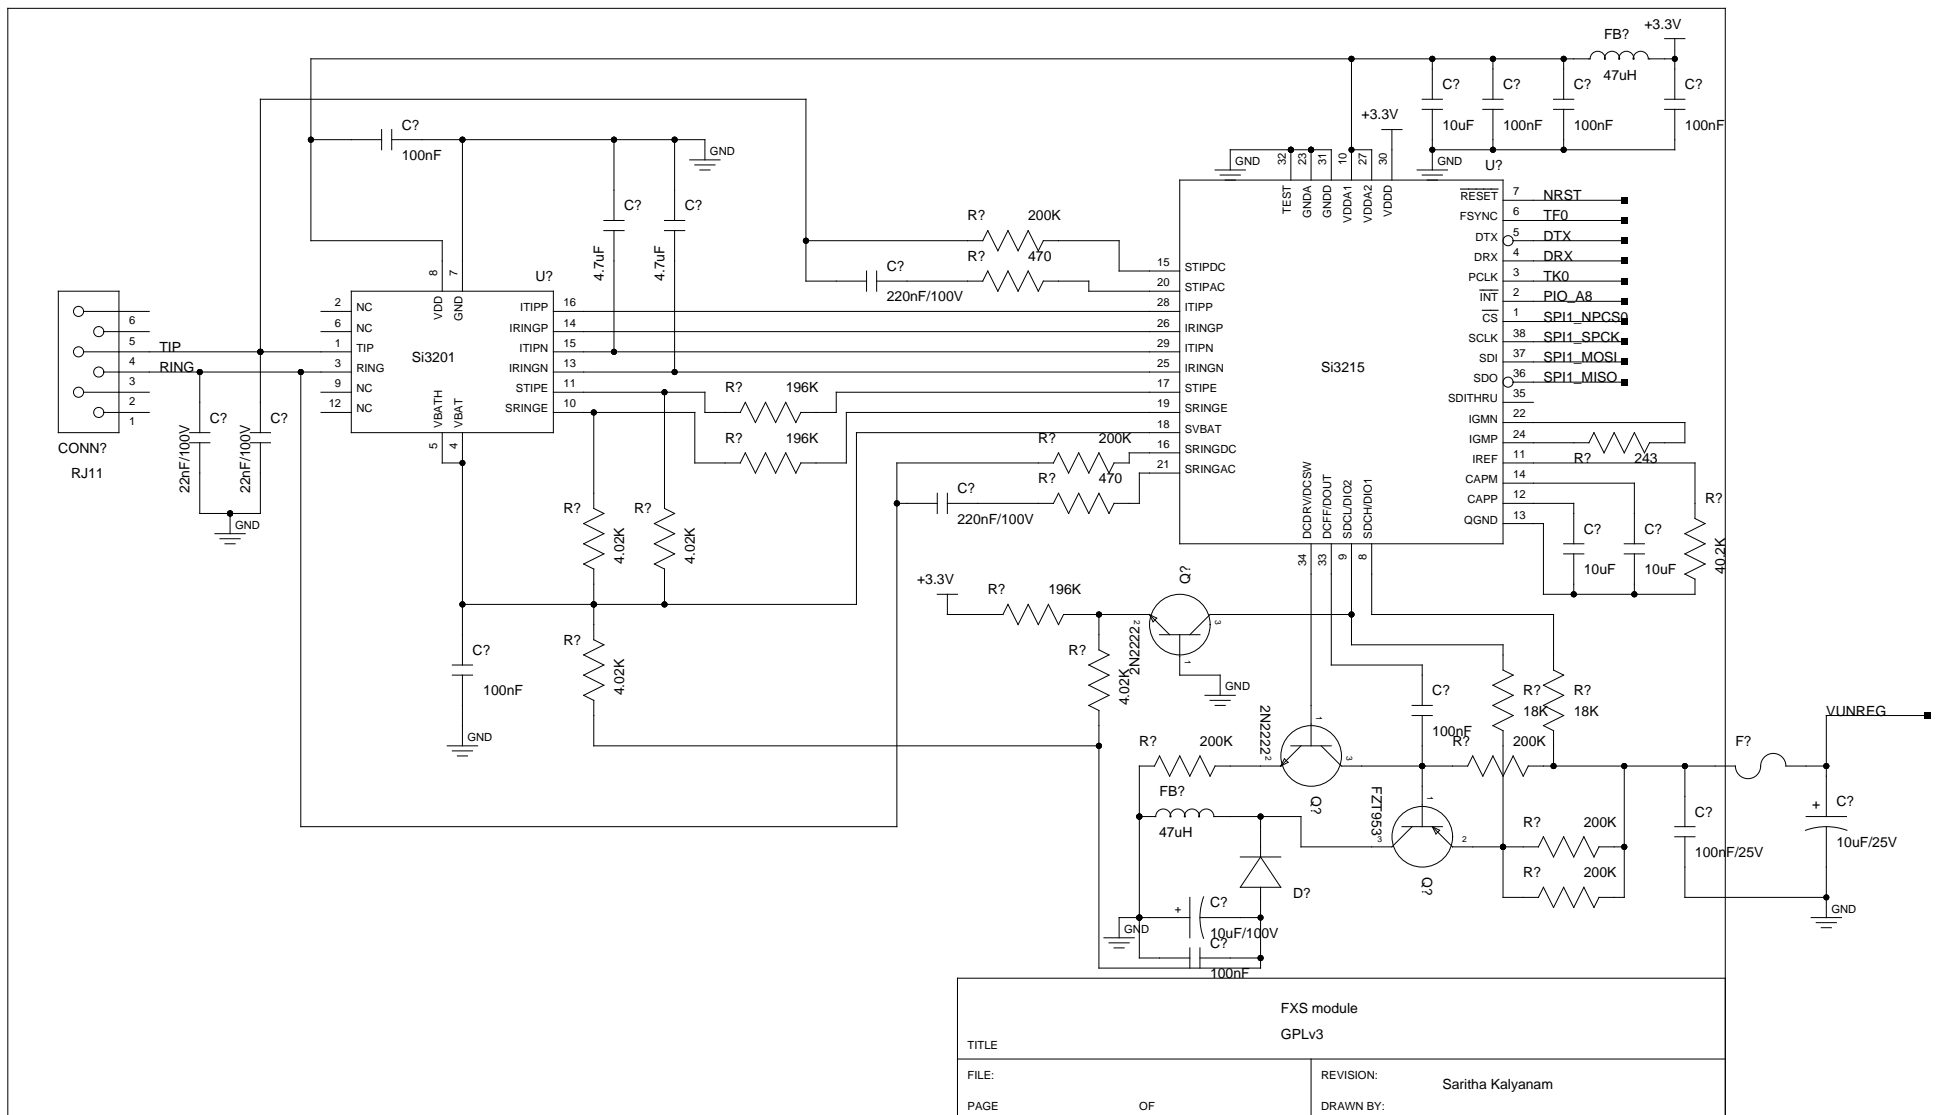 +3.3V
FB?
47uH
C?
10uF
C?
100nF
C?
100nF
C?
100nF
GND
+3.3V
C?
100nF
GND
C?
4.7uF
C?
4.7uF
R? 200K
R? 470
C?
220nF/100V
GND
32 23 31 10 27 30
TEST GNDA GNDD VDDA1 VDDA2 VDDD
U?
Si3215
15 STIPDC
20 STIPAC
28 ITIPP
26 IRINGP
29 ITIPN
25 IRINGN
17 STIPE
19 SRINGE
18 SVBAT
16 SRINGDC
21 SRINGAC
RESET 7 NRST
FSYNC 6 TF0
DTX 5 DTX
DRX 4 DRX
PCLK 3 TK0
INT 2 PIO_A8
CS 1 SPI1_NPCS0
SCLK 38 SPI1_SPCK
SDI 37 SPI1_MOSI
SDO 36 SPI1_MISO
SDITHRU 35
IGMN 22
IGMP 24
IREF 11
CAPM 14
CAPP 12
QGND 13
R? 243
R?
40.2K
C?
10uF
C?
10uF
DCDRV/DCSW DCFF/DOUT SDCL/DIO2 SDCH/DIO1
34 33 9 8
U?
8 7
VDD GND
Si3201
2 NC
6 NC
1 TIP
3 RING
9 NC
12 NC
ITIPP 16
IRINGP 14
ITIPN 15
IRINGN 13
STIPE 11
SRINGE 10
VBATH VBAT
5 4
6
5
4
3
2
1
CONN?
RJ11
TIP
RING
C?
22nF/100V
C?
22nF/100V
GND
R? 196K
R? 196K
R? 200K
R? 470
C?
220nF/100V
R?
4.02K
R?
4.02K
R?
4.02K
C?
100nF
GND
+3.3V
R? 196K
R?
4.02K
Q?
2N2222
2 3
1
GND
C?
100nF
R?
18K
R?
18K
2N2222
1
2 3
Q?
R? 200K
R? 200K
FB?
47uH
FZT953
1
3 2
Q?
R? 200K
R? 200K
D?
+ C?
10uF/100V
GND
C?
100nF
F?
VUNREG
C?
100nF/25V
+ C?
10uF/25V
GND
FXS module
GPLv3
TITLE
FILE:
REVISION:
Saritha Kalyanam
PAGE OF
DRAWN BY: